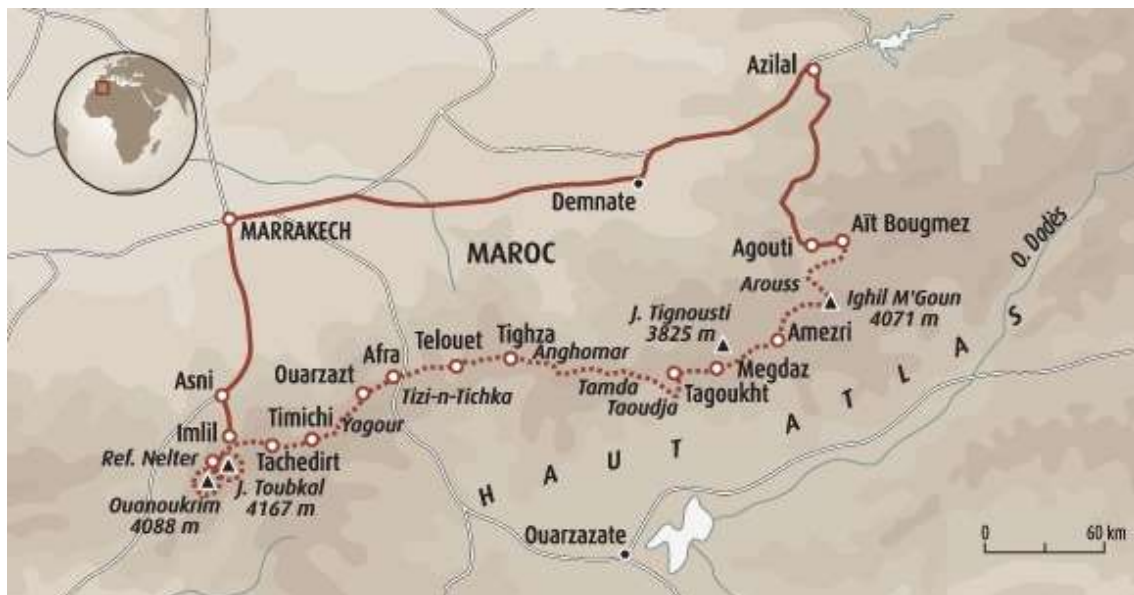 Azilal
Demnate
MARRAKECH
MAROC
Agouti
Aït Bougmez
O. Dadès
Arouss
Ighil M'Goun
4071 m
J. Tignousti
3825 m
Amezri
Megdaz
Tagoukht
Tamda
Taoudja
Anghomar
Tighza
Telouet
Tizi-n-Tichka
Afra
Ouarzazt
Yagour
Timichi
Tachedirt
Asni
Imlil
Ref. Nelter
J. Toubkal
4167 m
Ouanoukrim
4088 m
HAUT ATLAS
Ouarzazate
0 60 km